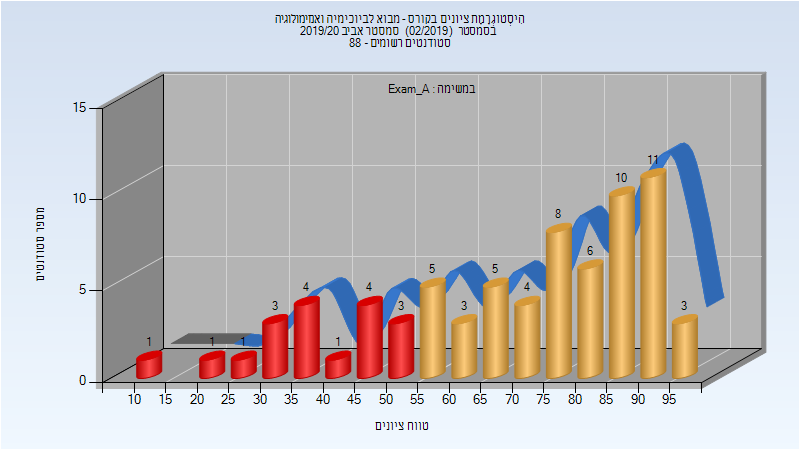 היסטוגרמת ציונים בקורס - מבוא לביוכימיה ואנזימולוגיה
בסמסטר (02/2019) סמסטר אביב 2019/20
סטודנטים רשומים - 88
במשימה : Exam_A
מספר סטודנטים
15
10
5
0
1 1 1 3 4 1 4 3 5 3 5 4 8 6 10 11 3
10 15 20 25 30 35 40 45 50 55 60 65 70 75 80 85 90 95
טווח ציונים